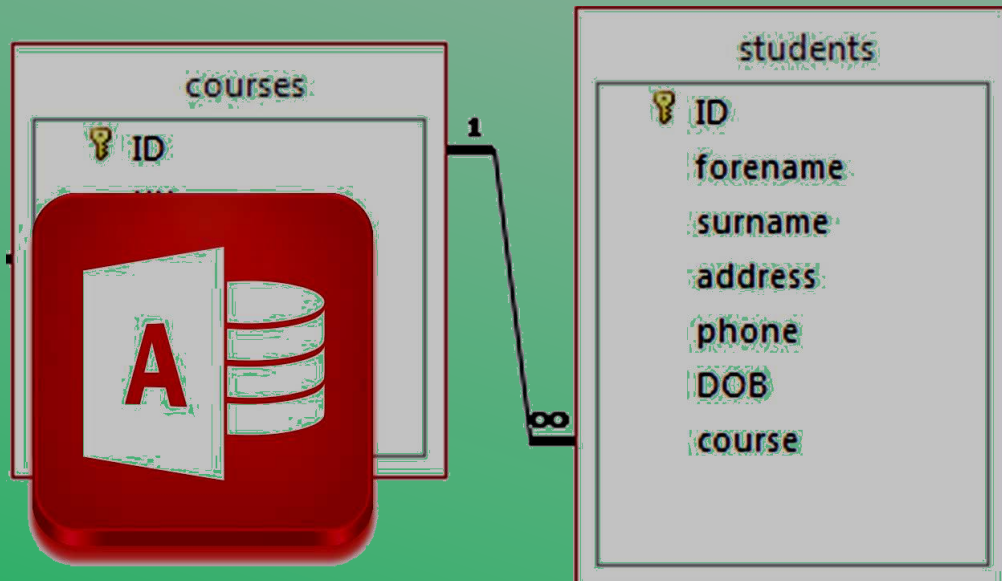 courses
ID
A
1
∞
students
ID
forename
surname
address
phone
DOB
course